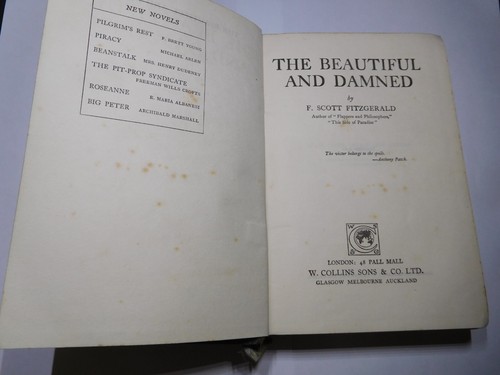 NEW NOVELS
PILGRIM'S REST F. BRETT YOUNG
PIRACY MICHAEL ARLEN
BEANSTALK MRS. HENRY DUDENEY
THE PIT-PROP SYNDICATE
FREEMAN WILLS CROFTS
ROSEANNE E. MARIA ALBANESI
BIG PETER ARCHIBALD MARSHALL
THE BEAUTIFUL
AND DAMNED
by
F. SCOTT FITZGERALD
Author of "Flappers and Philosophers,"
"This Side of Paradise"
The victor belongs to the spoils.
—Anthony Patch.
LONDON: 48 PALL MALL
W. COLLINS SONS & CO. LTD.
GLASGOW MELBOURNE AUCKLAND